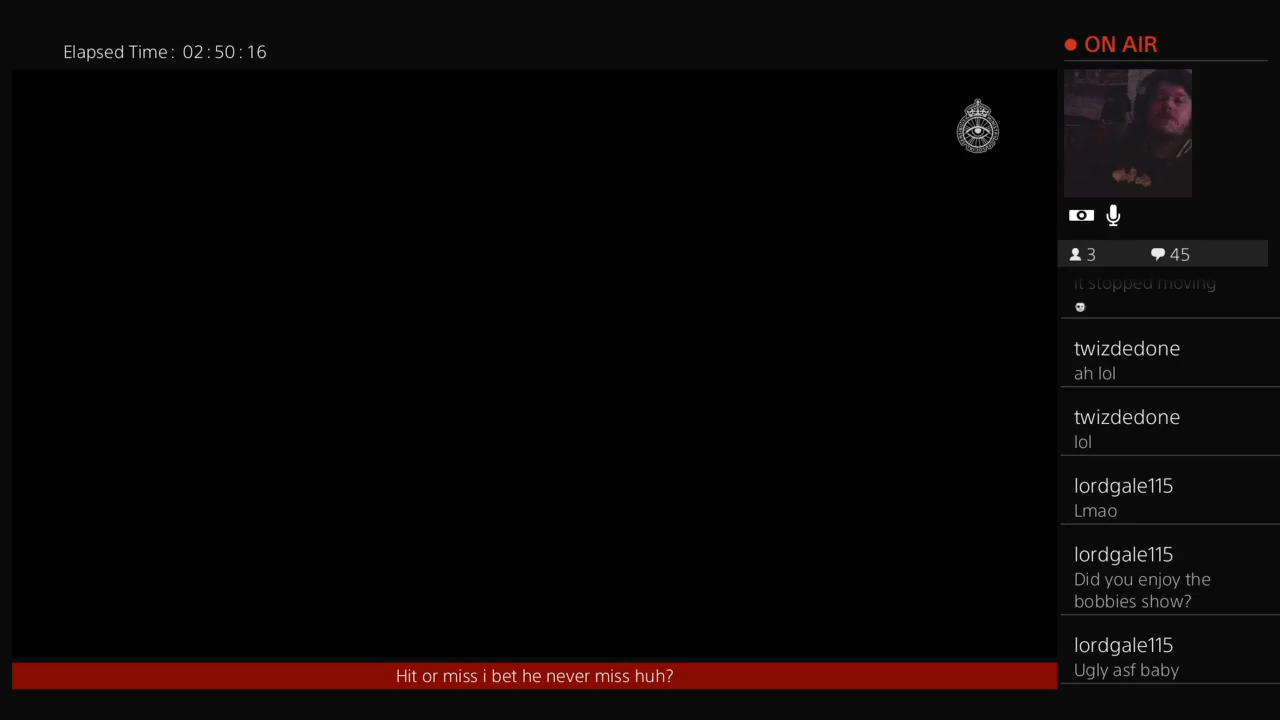 Elapsed Time: 02:50:16
ON AIR
3
45
it stopped moving
twizdedone
ah lol
twizdedone
lol
lordgale115
Lmao
lordgale115
Did you enjoy the
bobbies show?
lordgale115
Ugly asf baby
Hit or miss i bet he never miss huh?